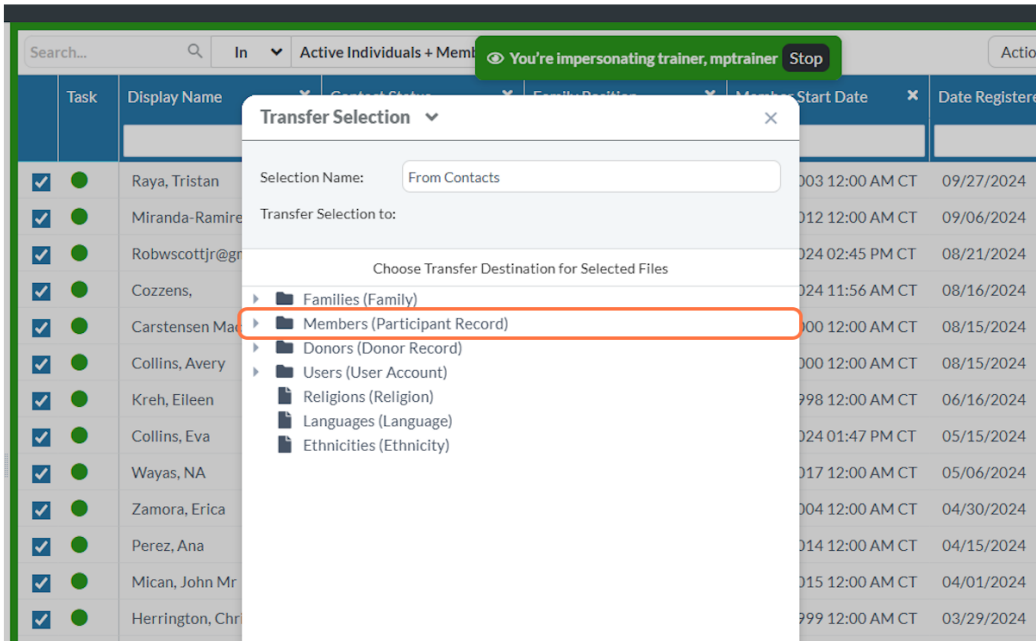 Search... In Active Individuals + Memb You're impersonating trainer, mptrainer Stop Actio
Task Display Name Start Date Date Registere
Transfer Selection
Selection Name: From Contacts
Transfer Selection to:
Choose Transfer Destination for Selected Files
Families (Family)
Members (Participant Record)
Donors (Donor Record)
Users (User Account)
Religions (Religion)
Languages (Language)
Ethnicities (Ethnicity)
Raya, Tristan 003 12:00 AM CT 09/27/2024
Miranda-Ramire 012 12:00 AM CT 09/06/2024
Robwscottjr@gr 024 02:45 PM CT 08/21/2024
Cozzens, 024 11:56 AM CT 08/16/2024
Carstensen Mac 000 12:00 AM CT 08/15/2024
Collins, Avery 000 12:00 AM CT 08/15/2024
Kreh, Eileen 998 12:00 AM CT 06/16/2024
Collins, Eva 024 01:47 PM CT 05/15/2024
Wayas, NA 017 12:00 AM CT 05/06/2024
Zamora, Erica 004 12:00 AM CT 04/30/2024
Perez, Ana 014 12:00 AM CT 04/15/2024
Mican, John Mr 015 12:00 AM CT 04/01/2024
Herrington, Chri 999 12:00 AM CT 03/29/2024